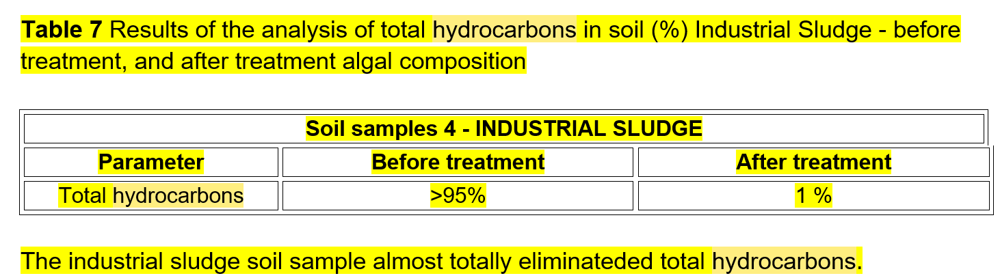 Table 7 Results of the analysis of total hydrocarbons in soil (%) Industrial Sludge - before
treatment, and after treatment algal composition
Soil samples 4 - INDUSTRIAL SLUDGE
Parameter Before treatment After treatment
Total hydrocarbons >95% 1 %
The industrial sludge soil sample almost totally eliminateded total hydrocarbons.